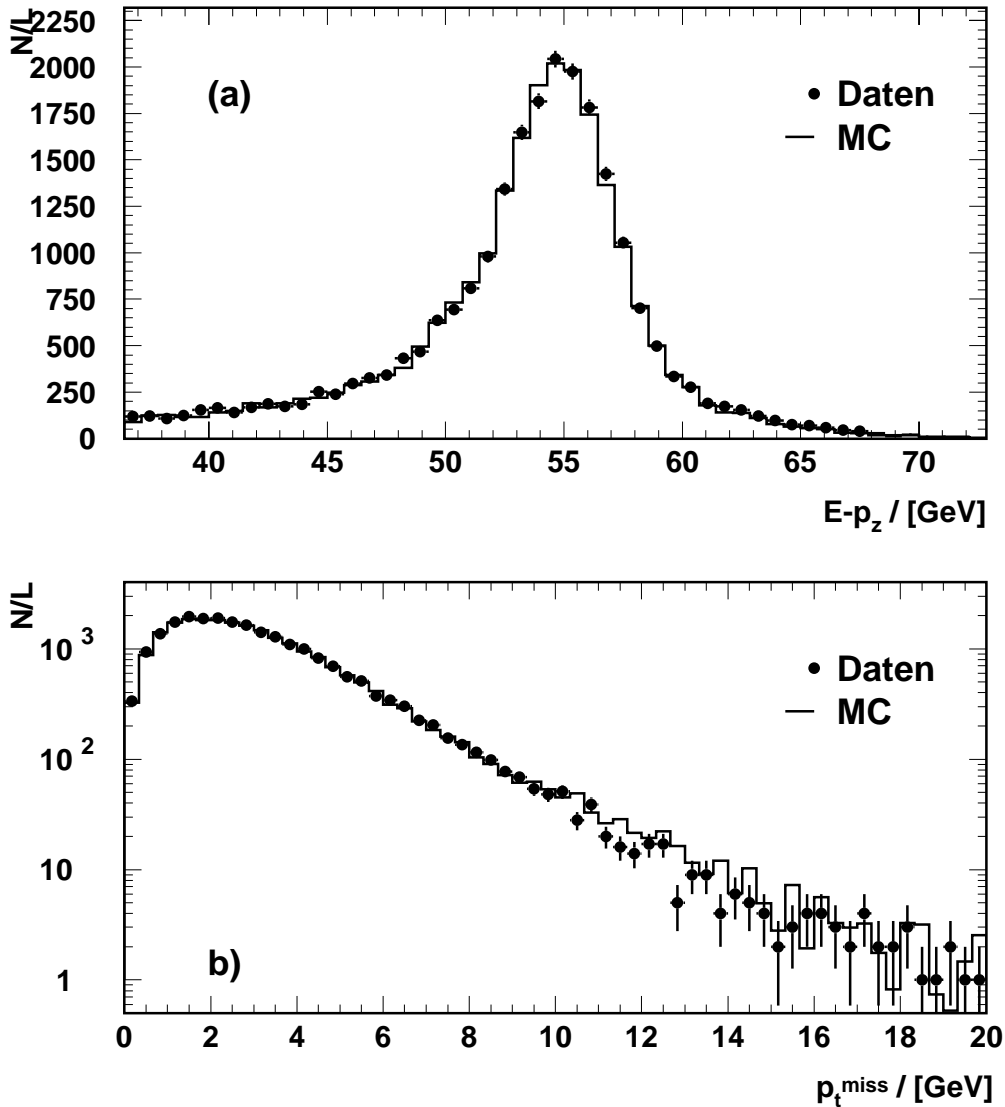 N/L
2250
2000
1750
1500
1250
1000
750
500
250
0
(a)
Daten
MC
40 45 50 55 60 65 70
E-p_z / [GeV]
N/L
10^3
10^2
10
1
b)
Daten
MC
0 2 4 6 8 10 12 14 16 18 20
p_t^miss / [GeV]